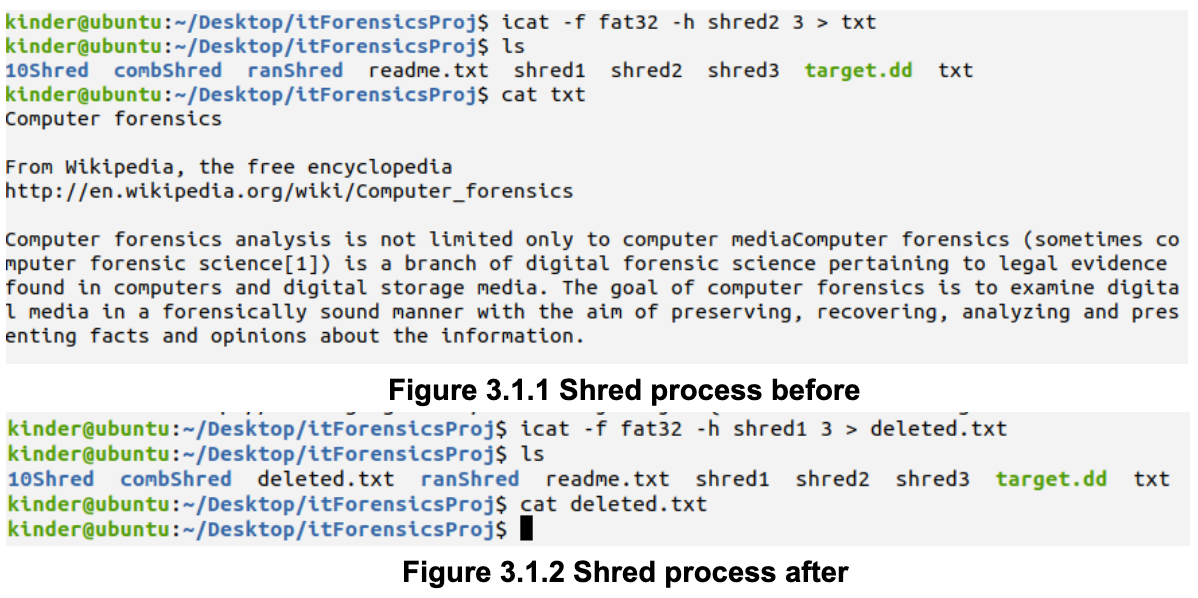 kinder@ubuntu:~/Desktop/itForensicsProj$ icat -f fat32 -h shred2 3 > txt
kinder@ubuntu:~/Desktop/itForensicsProj$ ls
10Shred combShred ranShred readme.txt shred1 shred2 shred3 target.dd txt
kinder@ubuntu:~/Desktop/itForensicsProj$ cat txt
Computer forensics
From Wikipedia, the free encyclopedia
http://en.wikipedia.org/wiki/Computer_forensics
Computer forensics analysis is not limited only to computer mediaComputer forensics (sometimes co
mputer forensic science[1]) is a branch of digital forensic science pertaining to legal evidence
found in computers and digital storage media. The goal of computer forensics is to examine digita
l media in a forensically sound manner with the aim of preserving, recovering, analyzing and pres
enting facts and opinions about the information.
Figure 3.1.1 Shred process before
kinder@ubuntu:~/Desktop/itForensicsProj$ icat -f fat32 -h shred1 3 > deleted.txt
kinder@ubuntu:~/Desktop/itForensicsProj$ ls
10Shred combShred deleted.txt ranShred readme.txt shred1 shred2 shred3 target.dd txt
kinder@ubuntu:~/Desktop/itForensicsProj$ cat deleted.txt
kinder@ubuntu:~/Desktop/itForensicsProj$
Figure 3.1.2 Shred process after